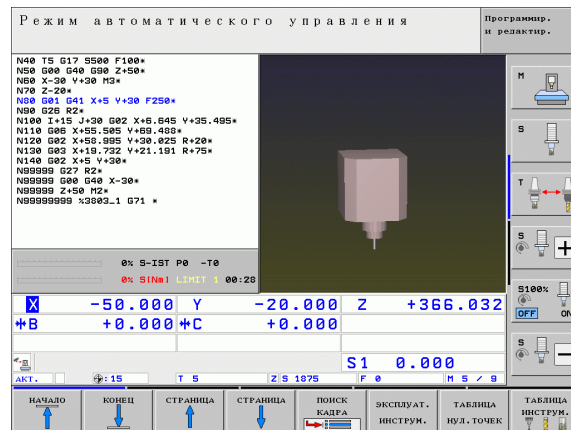 Режим автоматического управления
Программир.
и редактир.
N40 T5 G17 S500 F100*
N50 G00 G40 G90 Z+50*
N60 X-30 Y+30 M3*
N70 Z-20*
N80 G01 G41 X+5 Y+30 F250*
N90 G26 R2*
N100 I+15 J+30 G02 X+6.645 Y+35.495*
N110 G06 X+55.505 Y+69.488*
N120 G02 X+58.995 Y+30.025 R+20*
N130 G03 X+19.732 Y+21.191 R+75*
N140 G02 X+5 Y+30*
N99999 G27 R2*
N99999 G00 G40 X-30*
N99999 Z+50 M2*
N99999999 %3803_1 G71 *
0% S-IST P0 -T0
0% S[Nm] LIMIT 1 00:28
X -50.000 Y -20.000 Z +366.032
B +0.000 C +0.000
S1 0.00
АКТ. : 15 T 5 Z S 1875 F 0 M 5 / 9
M
S
T
S
S100%
OFF ON
S
НАЧАЛО
КОНЕЦ
СТРАНИЦА
СТРАНИЦА
ПОИСК
КАДРА
ЭКСПЛУАТ.
ИНСТРУМ.
ТАБЛИЦА
НУЛ. ТОЧЕК
ТАБЛИЦА
ИНСТРУМ.